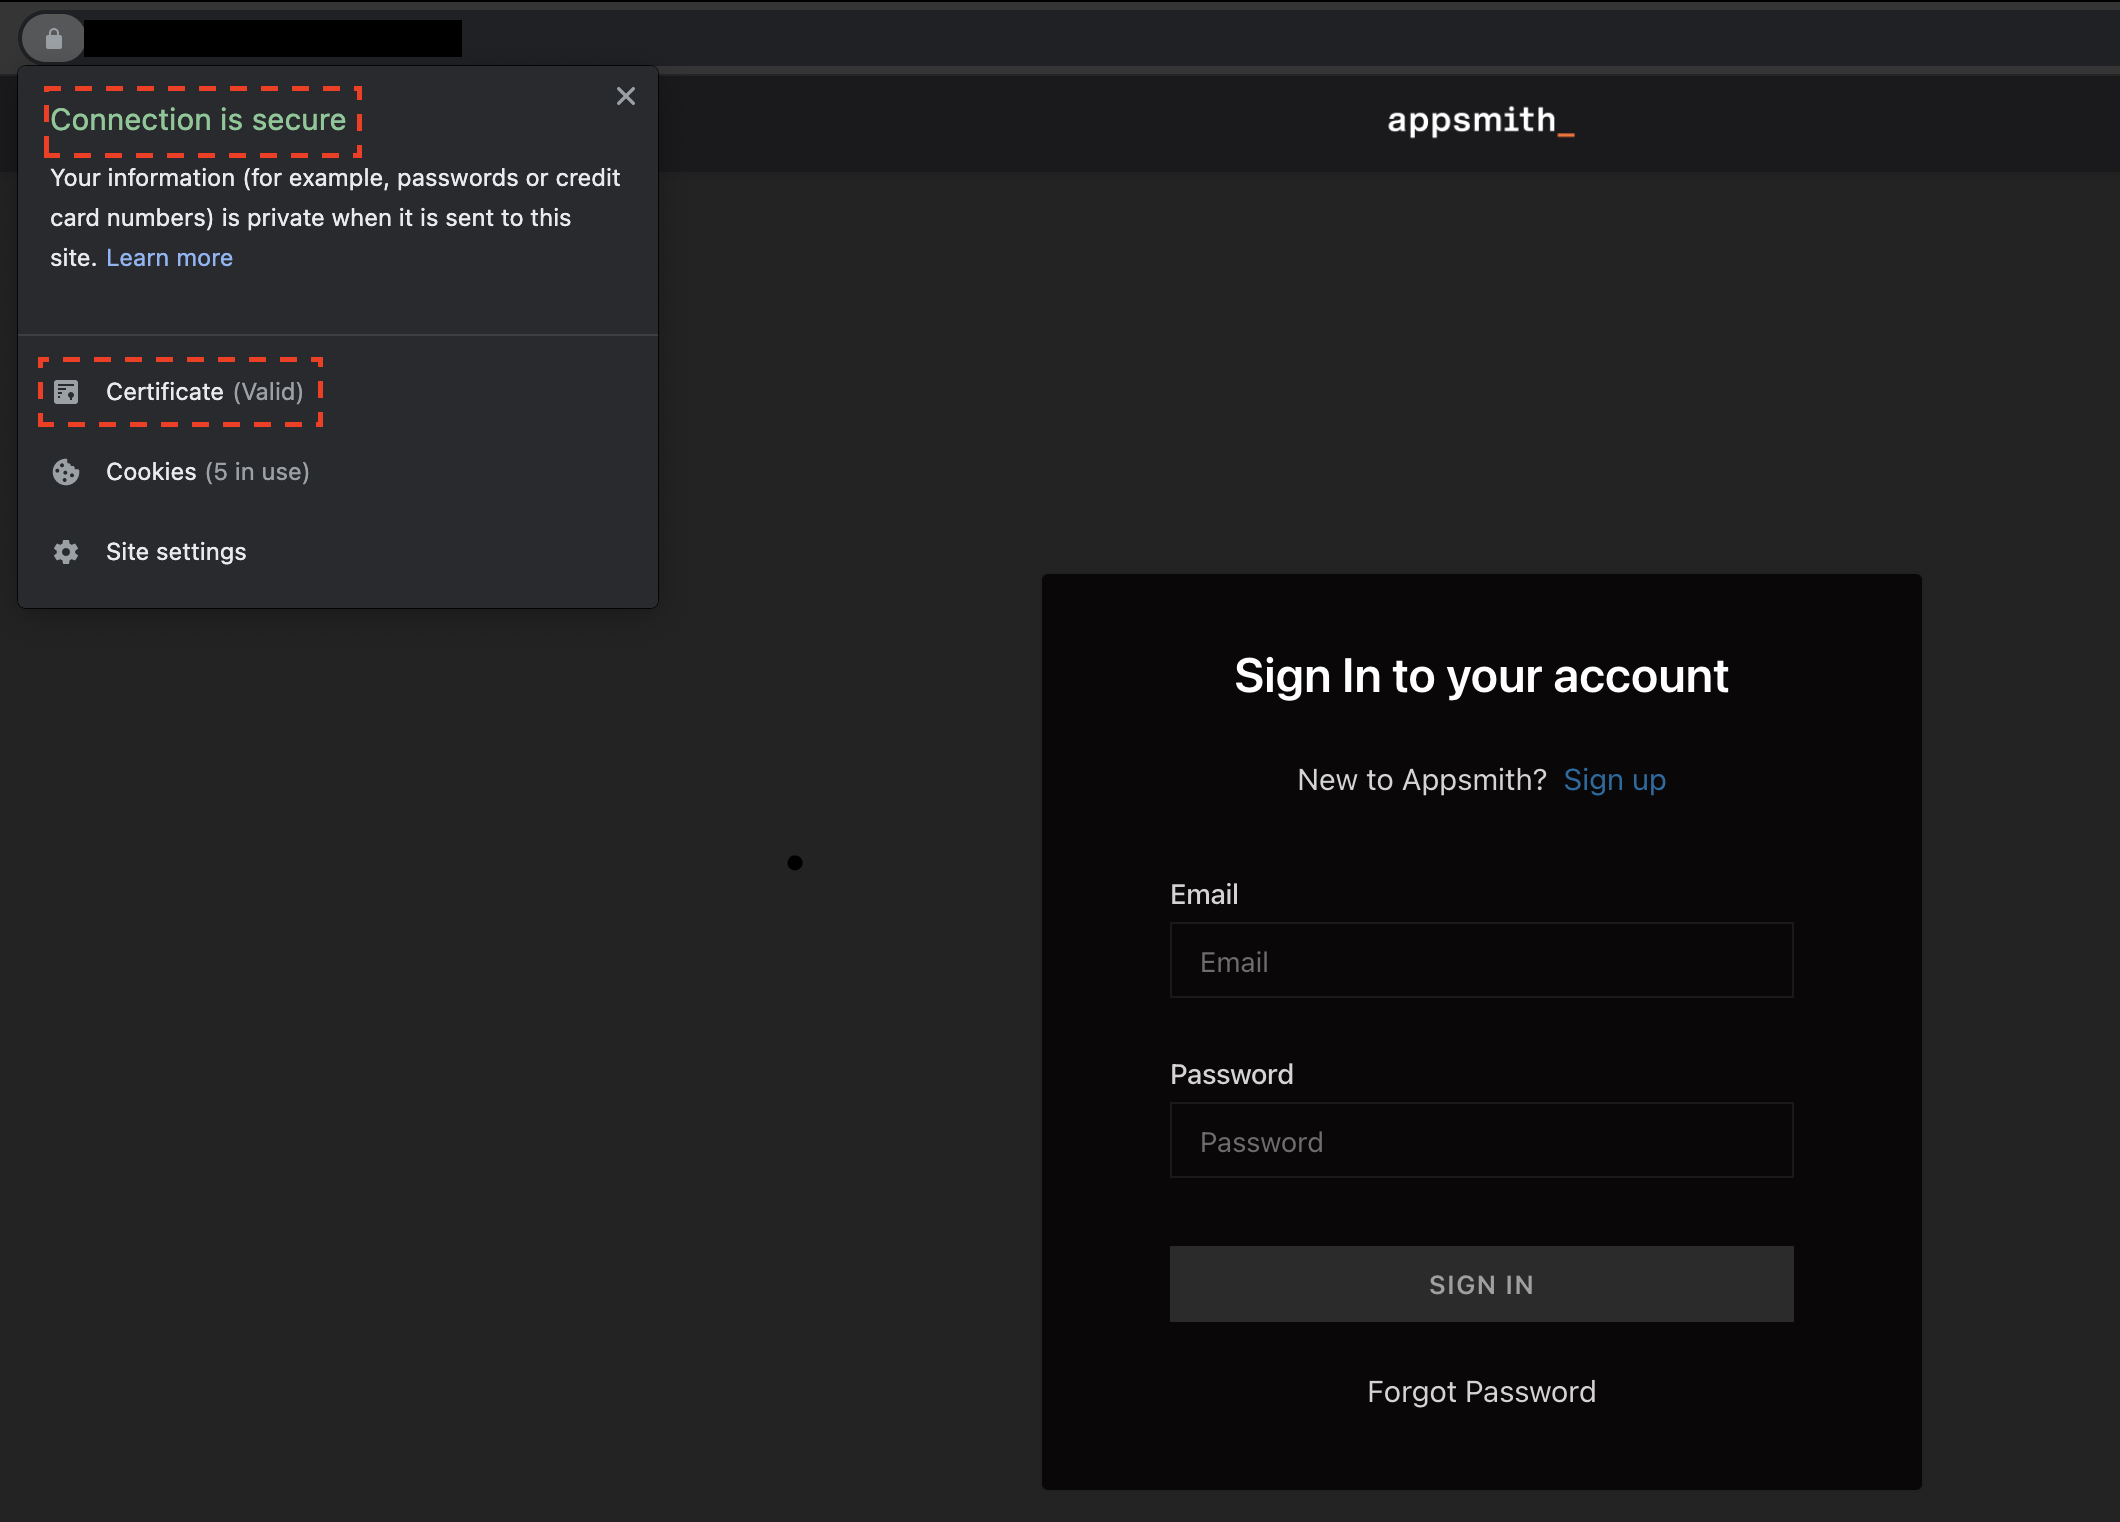 Connection is secure
Your information (for example, passwords or credit
card numbers) is private when it is sent to this
site. Learn more
Certificate (Valid)
Cookies (5 in use)
Site settings
appsmith_
Sign In to your account
New to Appsmith? Sign up
Email
Email
Password
Password
SIGN IN
Forgot Password